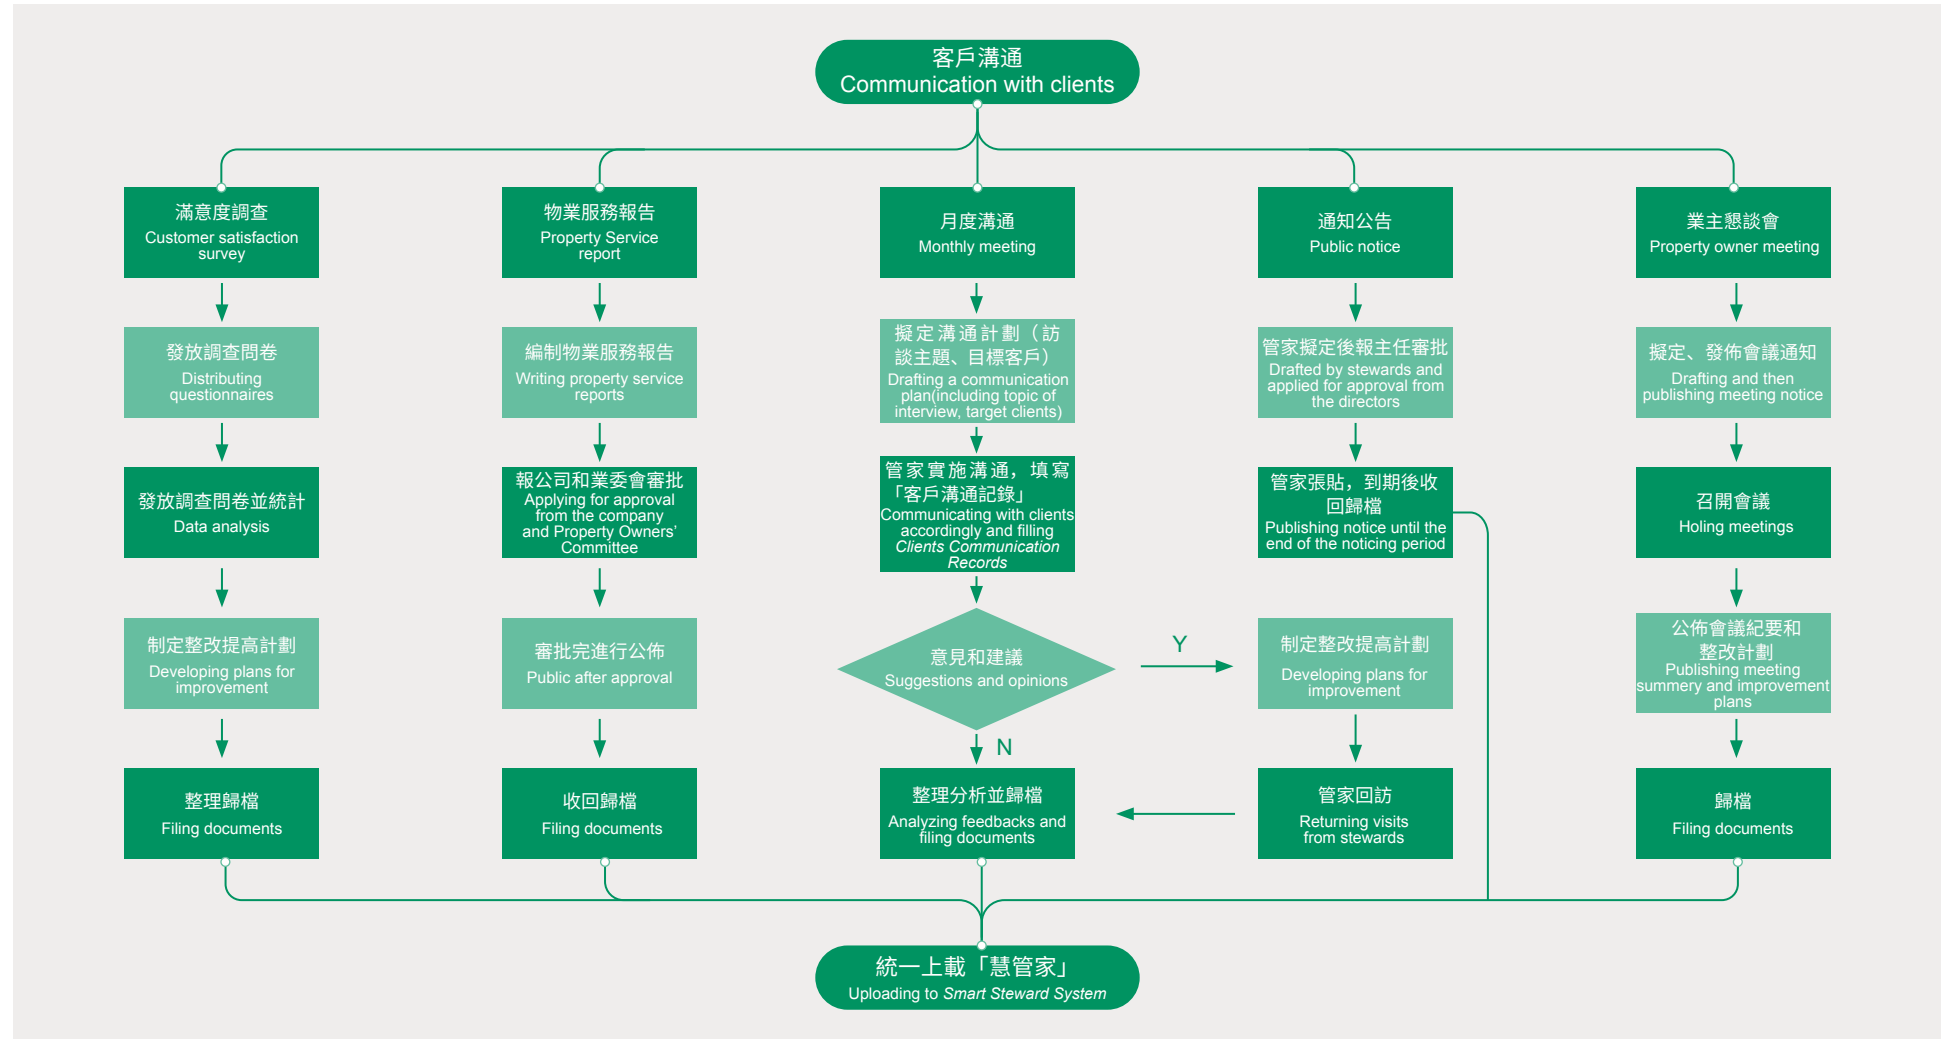 客戶溝通
Communication with clients
滿意度調查
Customer satisfaction
survey
發放調查問卷
Distributing
questionnaires
發放調查問卷並統計
Data analysis
制定整改提高計劃
Developing plans for
improvement
整理歸檔
Filing documents
物業服務報告
Property Service
report
編制物業服務報告
Writing property service
reports
報公司和業委會審批
Applying for approval
from the company
and Property Owners’
Committee
審批完進行公佈
Public after approval
收回歸檔
Filing documents
月度溝通
Monthly meeting
擬定溝通計劃（訪
談主題、目標客戶）
Drafting a communication
plan(including topic of
interview, target clients)
管家實施溝通，填寫
「客戶溝通記錄」
Communicating with clients
accordingly and filling
Clients Communication
Records
意見和建議
Suggestions and opinions
Y
N
整理分析並歸檔
Analyzing feedbacks and
filing documents
通知公告
Public notice
管家擬定後報主任審批
Drafted by stewards and
applied for approval from
the directors
管家張貼，到期後收
回歸檔
Publishing notice until the
end of the noticing period
制定整改提高計劃
Developing plans for
improvement
管家回訪
Returning visits
from stewards
業主懇談會
Property owner meeting
擬定、發佈會議通知
Drafting and then
publishing meeting notice
召開會議
Holing meetings
公佈會議紀要和
整改計劃
Publishing meeting
summery and improvement
plans
歸檔
Filing documents
統一上載「慧管家」
Uploading to Smart Steward System